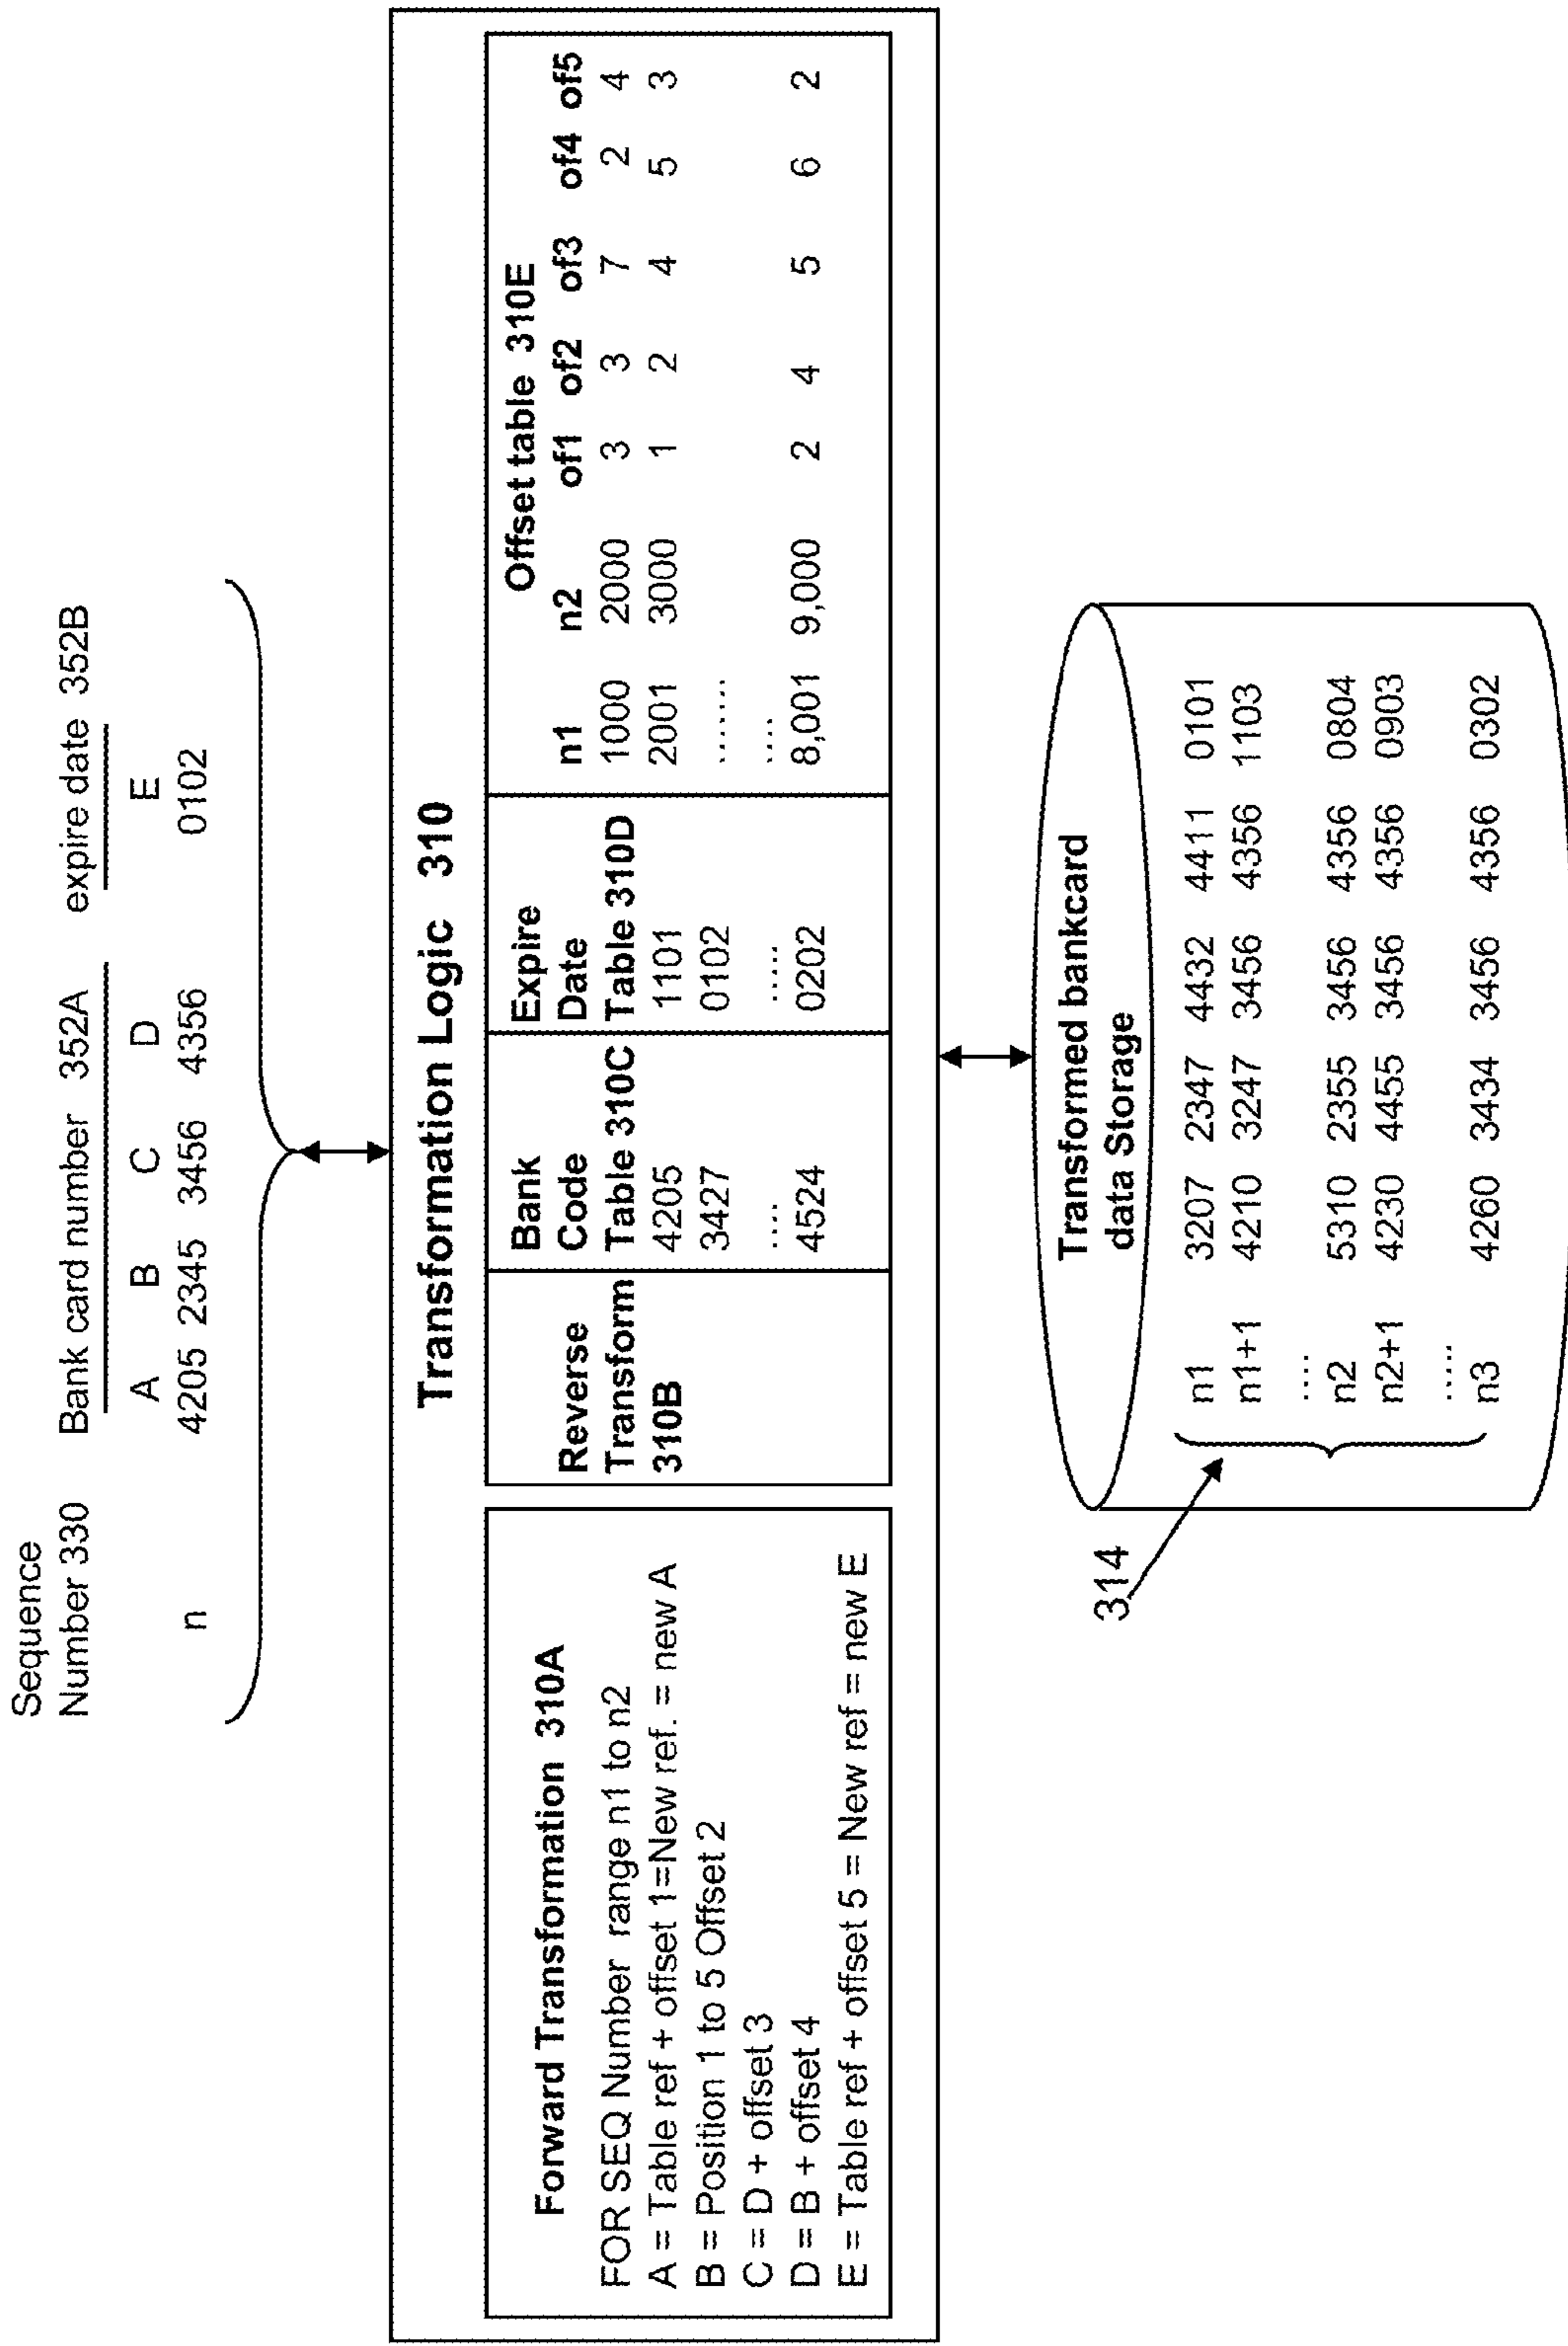 Sequence
Number 330
Bank card number 352A
expire date 352B
A B C D E
n 4205 2345 3456 4356 0102
Transformation Logic 310
Forward Transformation 310A
FOR SEQ Number range n1 to n2
A = Table ref + offset 1=New ref. = new A
B = Position 1 to 5 Offset 2
C = D + offset 3
D = B + offset 4
E = Table ref + offset 5 = New ref = new E
Reverse
Transform
310B
Bank
Code
Table 310C
4205
3427
....
4524
Expire
Date
Table 310D
1101
0102
.....
0202
Offset table 310E
n1 n2 of1 of2 of3 of4 of5
1000 2000 3 3 7 2 4
2001 3000 1 2 4 5 3
......
....
8,001 9,000 2 4 5 6 2
Transformed bankcard
data Storage
314
n1 3207 2347 4432 4411 0101
n1+1 4210 3247 3456 4356 1103
....
n2 5310 2355 3456 4356 0804
n2+1 4230 4455 3456 4356 0903
.....
n3 4260 3434 3456 4356 0302